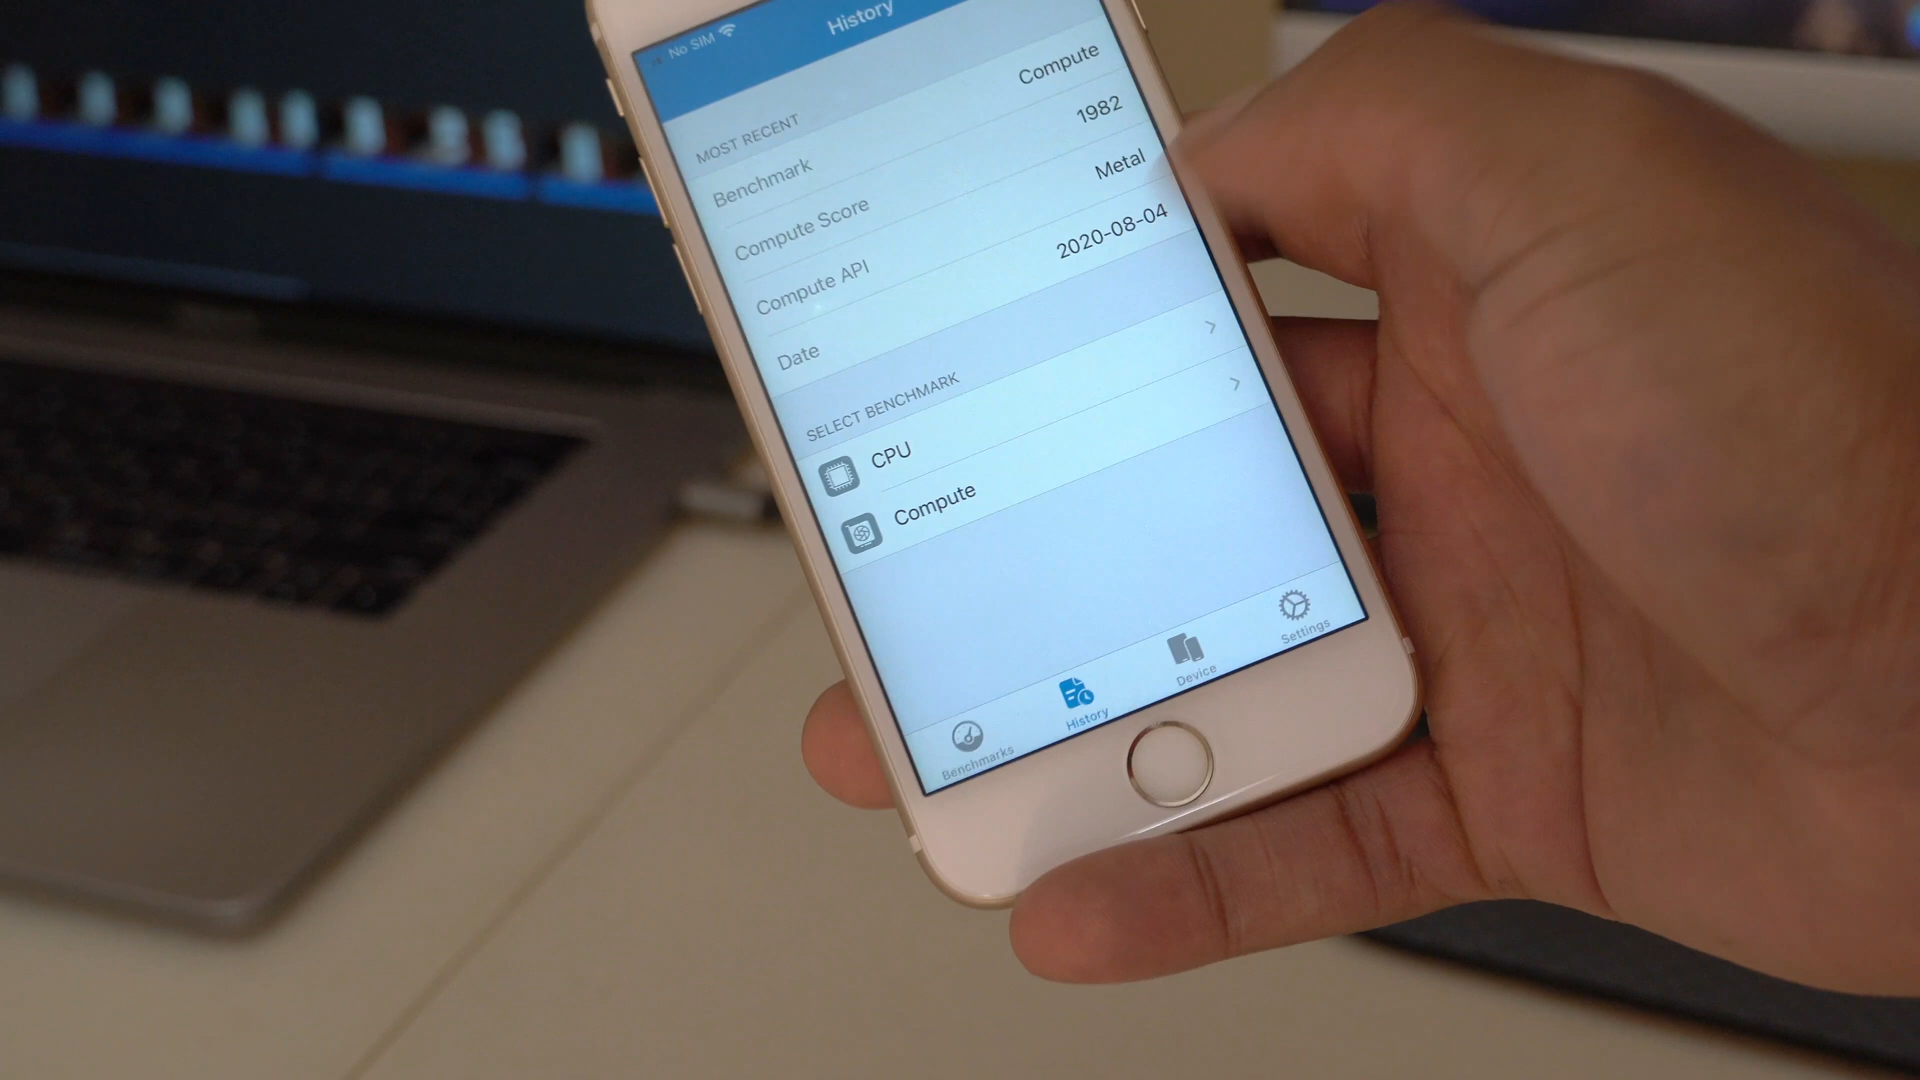 No SIM
History
MOST RECENT
Benchmark Compute
Compute Score 1982
Compute API Metal
Date 2020-08-04
SELECT BENCHMARK
CPU
Compute
Benchmarks History Device Settings